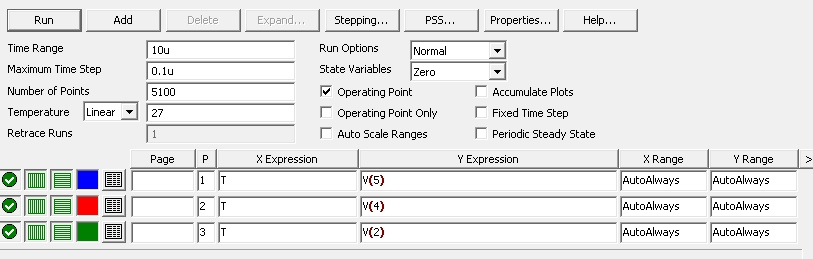 Run Add Delete Expand... Stepping... PSS... Properties... Help...
Time Range 10u Run Options Normal
Maximum Time Step 0.1u State Variables Zero
Number of Points 5100 Operating Point Accumulate Plots
Temperature Linear 27 Operating Point Only Fixed Time Step
Retrace Runs 1 Auto Scale Ranges Periodic Steady State
Page P X Expression Y Expression X Range Y Range >
1 T V(5) AutoAlways AutoAlways
2 T V(4) AutoAlways AutoAlways
3 T V(2) AutoAlways AutoAlways